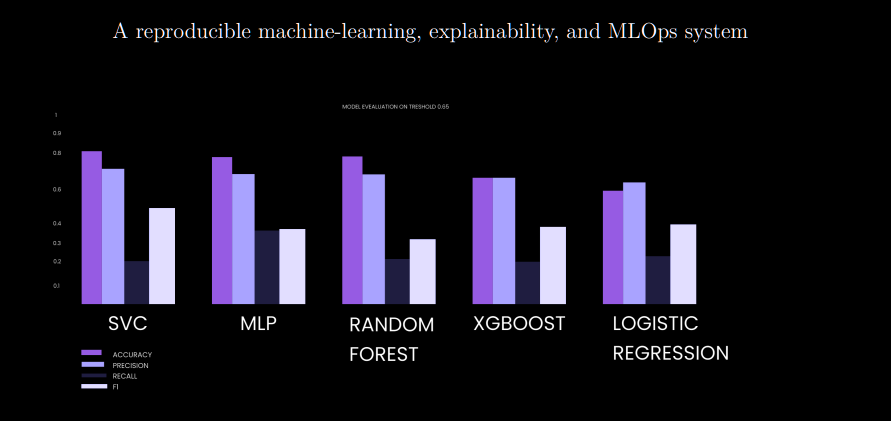 A reproducible machine-learning, explainability, and MLOps system
MODEL EVEALUATION ON TRESHOLD 0.65
1
0.9
0.8
0.6
0.4
0.3
0.2
0.1
SVC
MLP
RANDOM
FOREST
XGBOOST
LOGISTIC
REGRESSION
ACCURACY
PRECISION
RECALL
F1